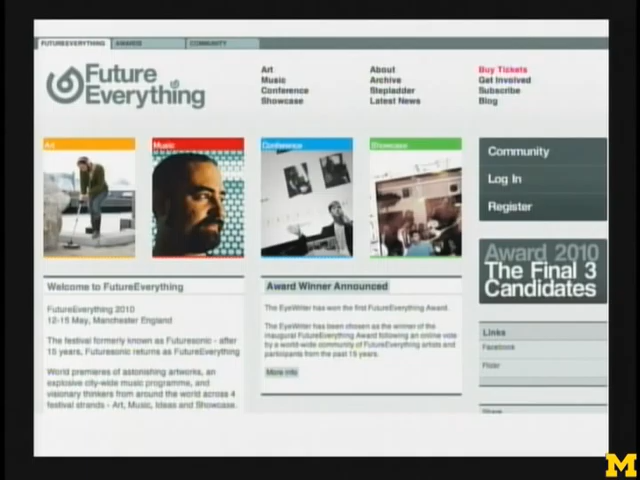 FUTUREEVERYTHING AWARDS COMMUNITY
Future
Everything
Art
Music
Conference
Showcase
About
Archive
Stepladder
Latest News
Buy Tickets
Get Involved
Subscribe
Blog
Art
Music
Conference
Showcase
Community
Log In
Register
Award 2010
The Final 3
Candidates
Welcome to FutureEverything
FutureEverything 2010
12-15 May, Manchester England
The festival formerly known as Futuresonic - after
15 years, Futuresonic returns as FutureEverything
World premieres of astonishing artworks, an
explosive city-wide music programme, and
visionary thinkers from around the world across 4
festival strands - Art, Music, Ideas and Showcase.
Award Winner Announced
The EyeWriter has won the first FutureEverything Award.
The EyeWriter has been chosen as the winner of the
inaugural FutureEverything Award following an online vote
by a world-wide community of FutureEverything artists and
participants from the past 15 years.
More info
Links
Facebook
Flickr
Share
M